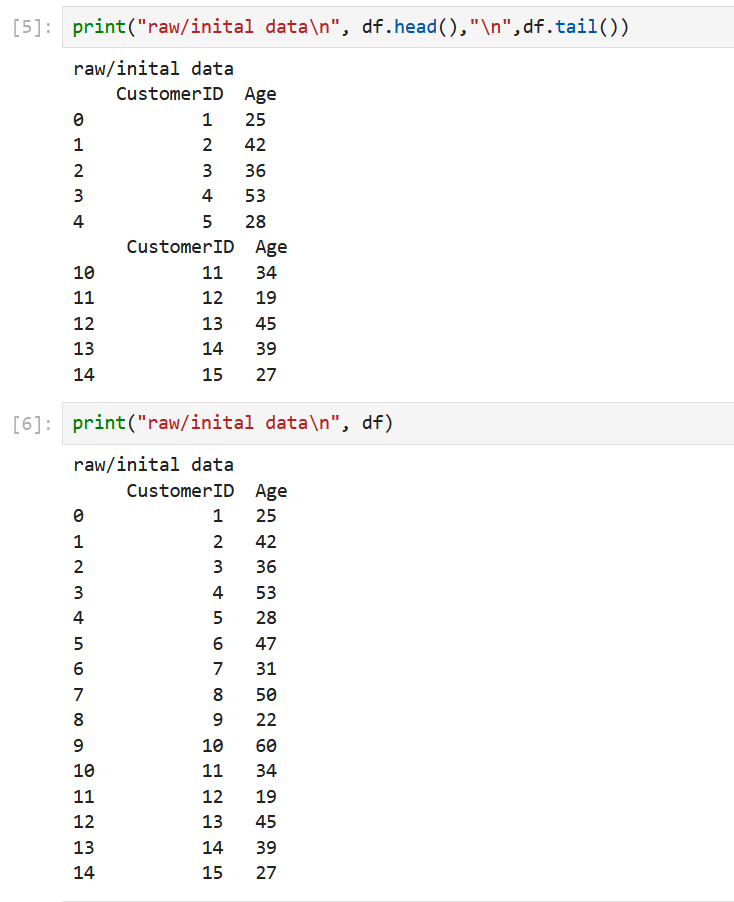 [5]: print("raw/inital data\n", df.head(),"\n",df.tail())
raw/inital data
    CustomerID  Age
0           1   25
1           2   42
2           3   36
3           4   53
4           5   28
     CustomerID  Age
10          11   34
11          12   19
12          13   45
13          14   39
14          15   27
[6]: print("raw/inital data\n", df)
raw/inital data
     CustomerID  Age
0            1   25
1            2   42
2            3   36
3            4   53
4            5   28
5            6   47
6            7   31
7            8   50
8            9   22
9           10   60
10          11   34
11          12   19
12          13   45
13          14   39
14          15   27